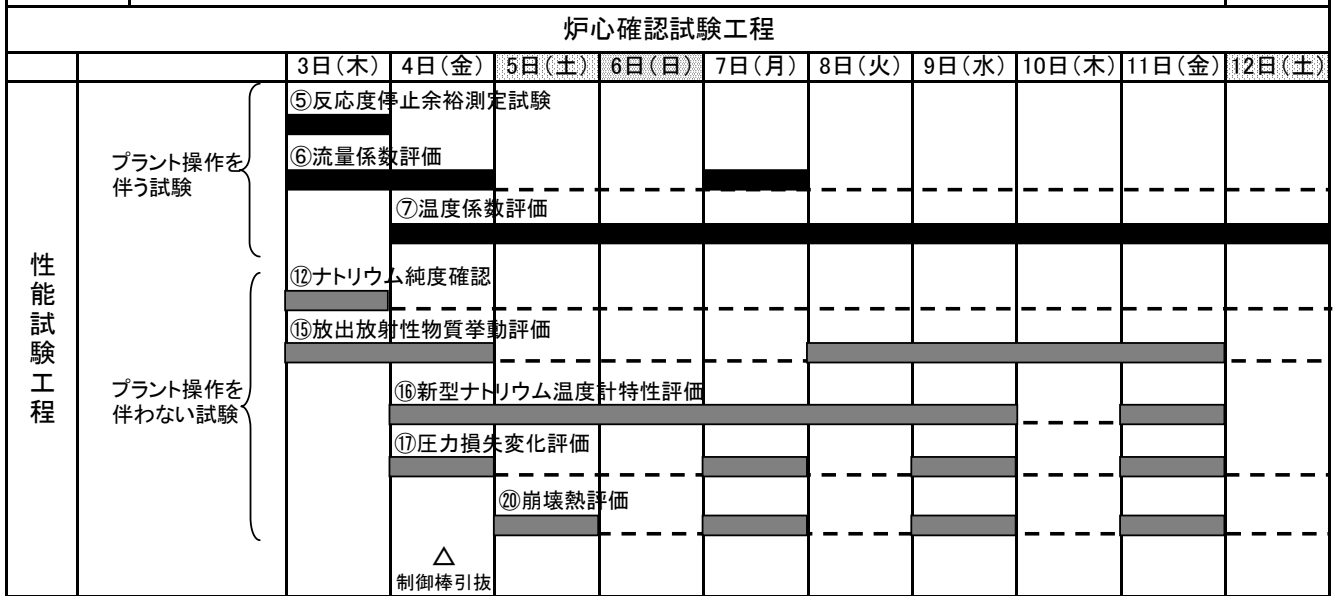 炉心確認試験工程
3日(木) 4日(金) 5日(土) 6日(日) 7日(月) 8日(火) 9日(水) 10日(木) 11日(金) 12日(土)
性能試験工程
プラント操作を
伴う試験
⑤反応度停止余裕測定試験
⑥流量係数評価
⑦温度係数評価
プラント操作を
伴わない試験
⑫ナトリウム純度確認
⑮放出放射性物質挙動評価
⑯新型ナトリウム温度計特性評価
⑰圧力損失変化評価
⑳崩壊熱評価
△
制御棒引抜